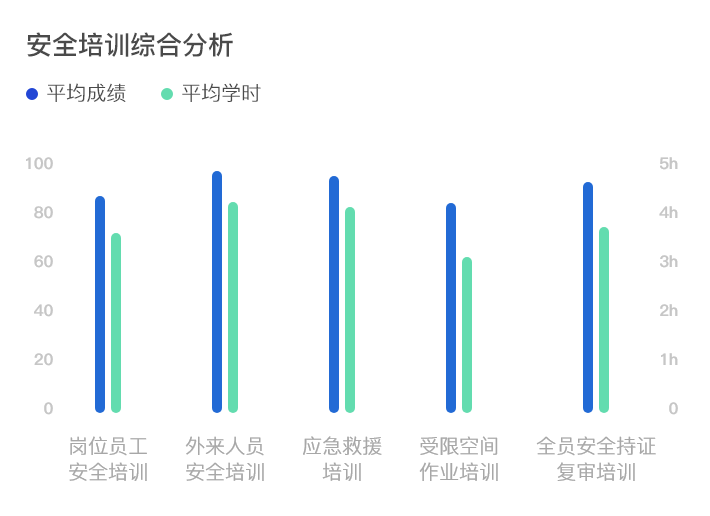 安全培训综合分析
平均成绩 平均学时
100 5h
80 4h
60 3h
40 2h
20 1h
0 0
岗位员工 外来人员 应急救援 受限空间 全员安全持证
安全培训 安全培训 培训 作业培训 复审培训